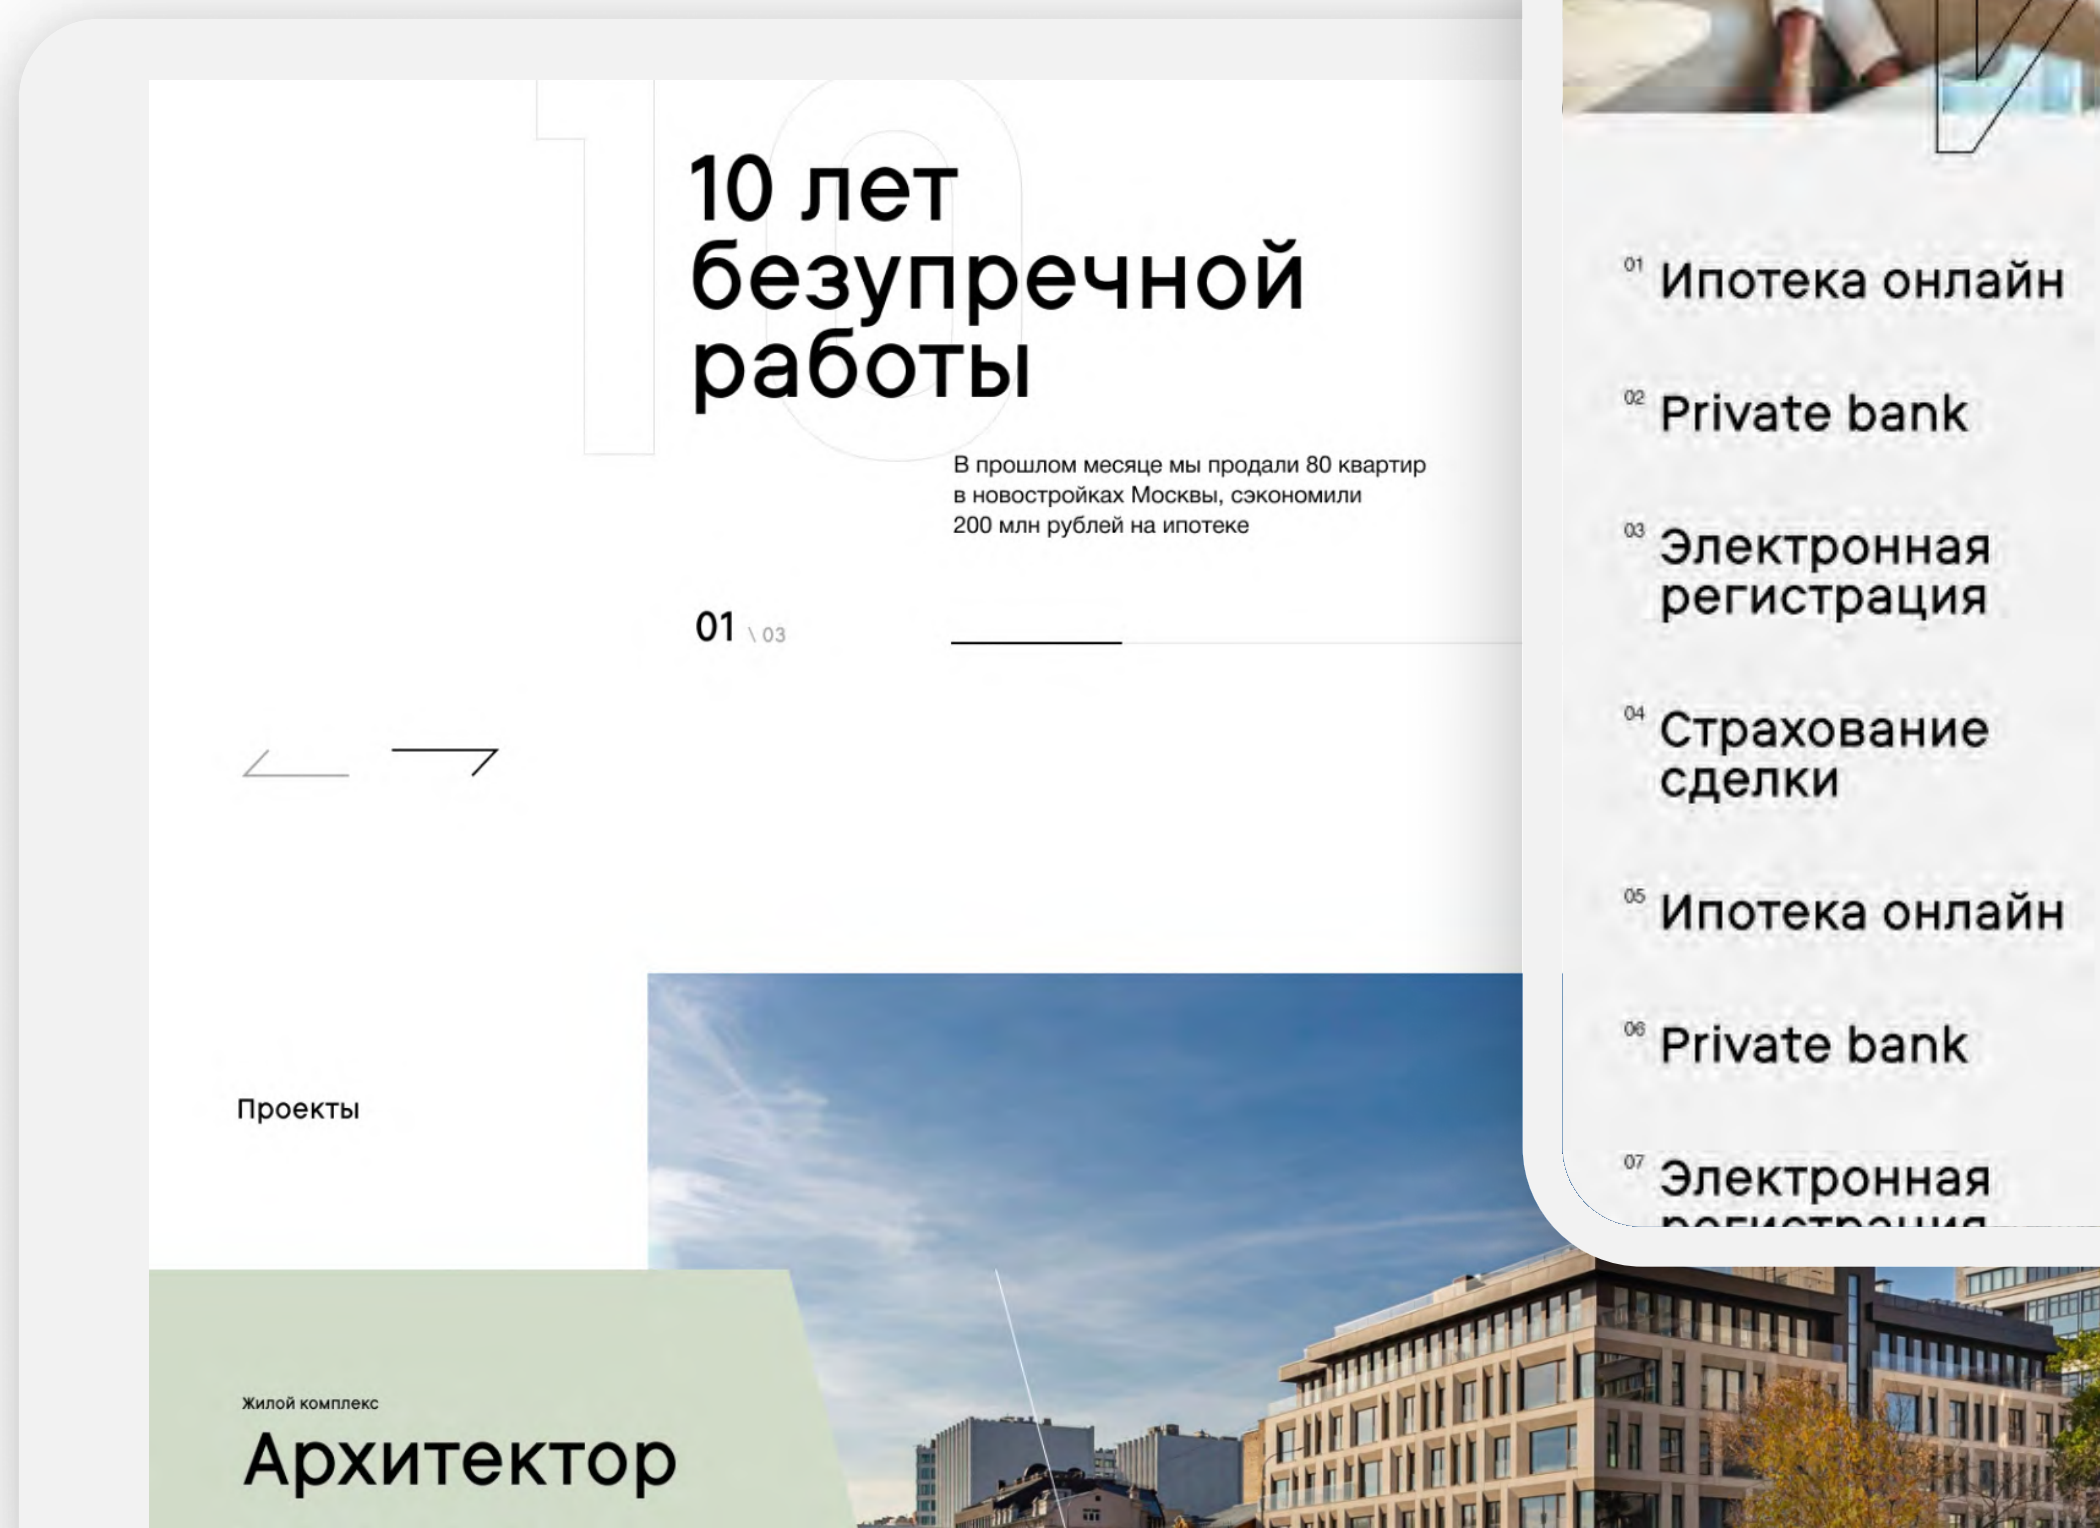 10
10 лет
безупречной
работы
В прошлом месяце мы продали 80 квартир
в новостройках Москвы, сэкономили
200 млн рублей на ипотеке
01 \ 03
Проекты
Жилой комплекс
Архитектор
01 Ипотека онлайн
02 Private bank
03 Электронная
регистрация
04 Страхование
сделки
05 Ипотека онлайн
06 Private bank
07 Электронная
регистрация